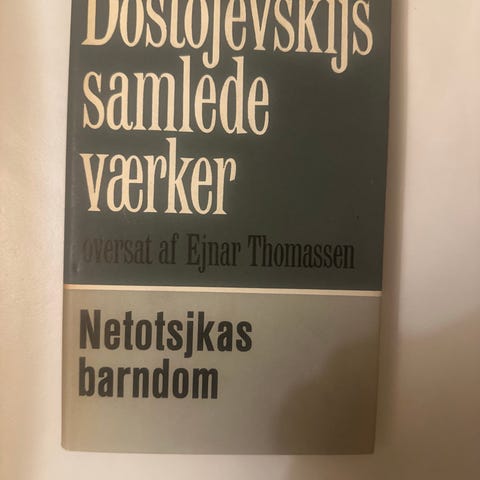 Dostojevskijs
samlede
værker
oversat af Ejnar Thomassen
Netotsjkas
barndom